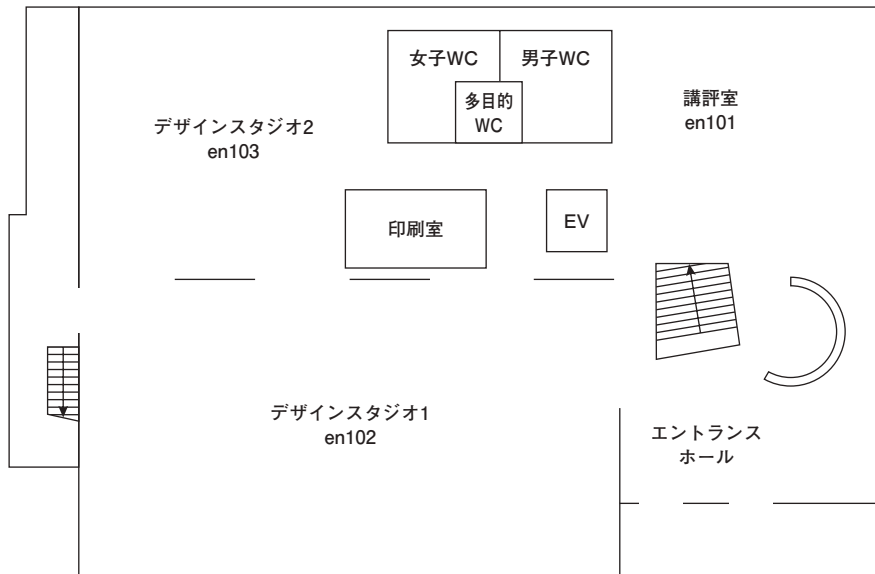 女子WC
男子WC
多目的
WC
講評室
en101
デザインスタジオ2
en103
印刷室
EV
デザインスタジオ1
en102
エントランス
ホール